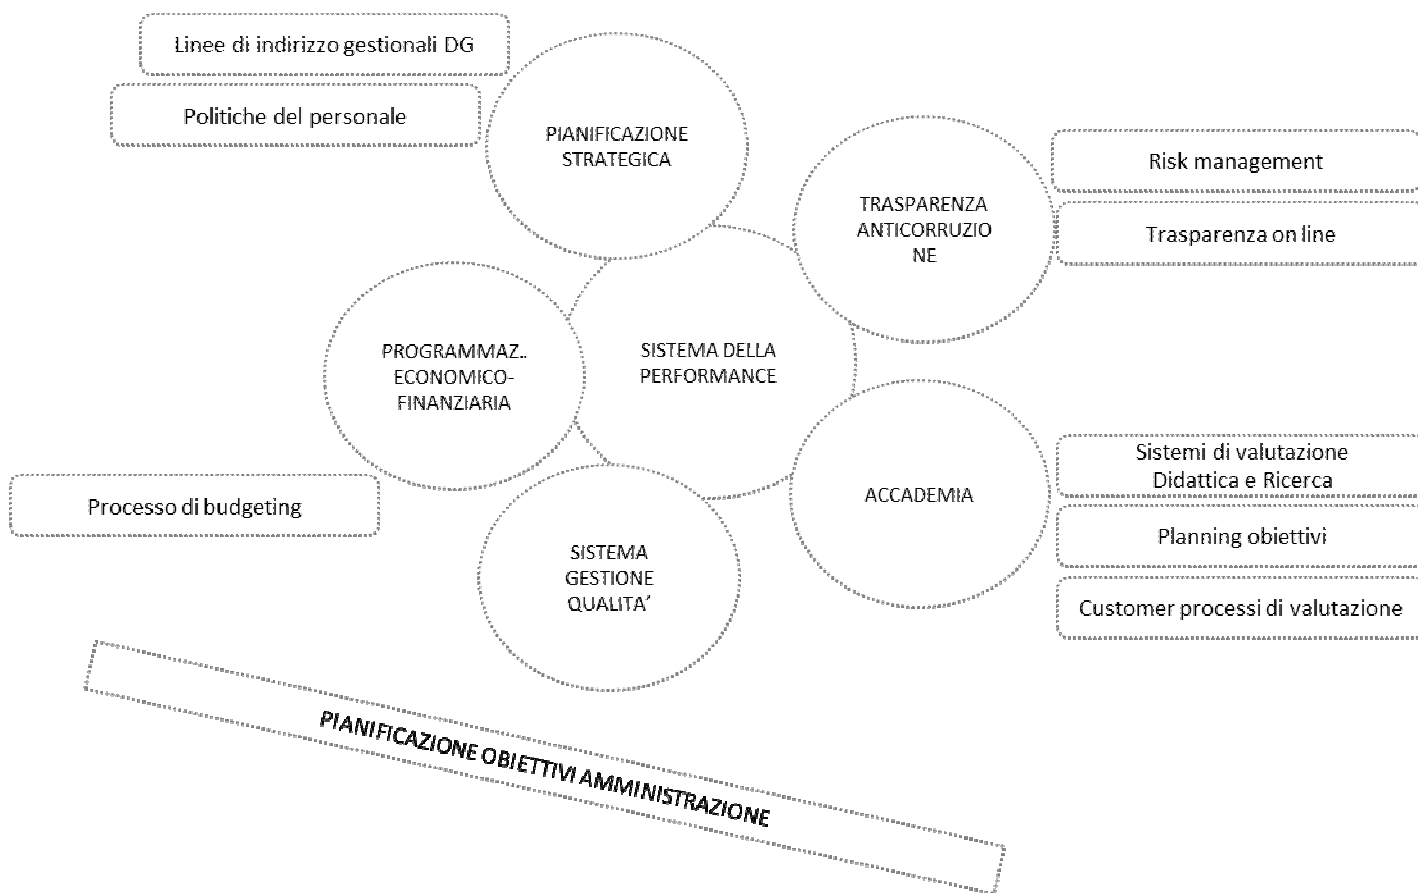 Linee di indirizzo gestionali DG
Politiche del personale
PIANIFICAZIONE
STRATEGICA
TRASPARENZA
ANTICORRUZIO
NE
Risk management
Trasparenza on line
PROGRAMMAZ..
ECONOMICO-
FINANZIARIA
SISTEMA DELLA
PERFORMANCE
Processo di budgeting
SISTEMA
GESTIONE
QUALITA’
ACCADEMIA
Sistemi di valutazione
Didattica e Ricerca
Planning obiettivi
Customer processi di valutazione
PIANIFICAZIONE OBIETTIVI AMMINISTRAZIONE